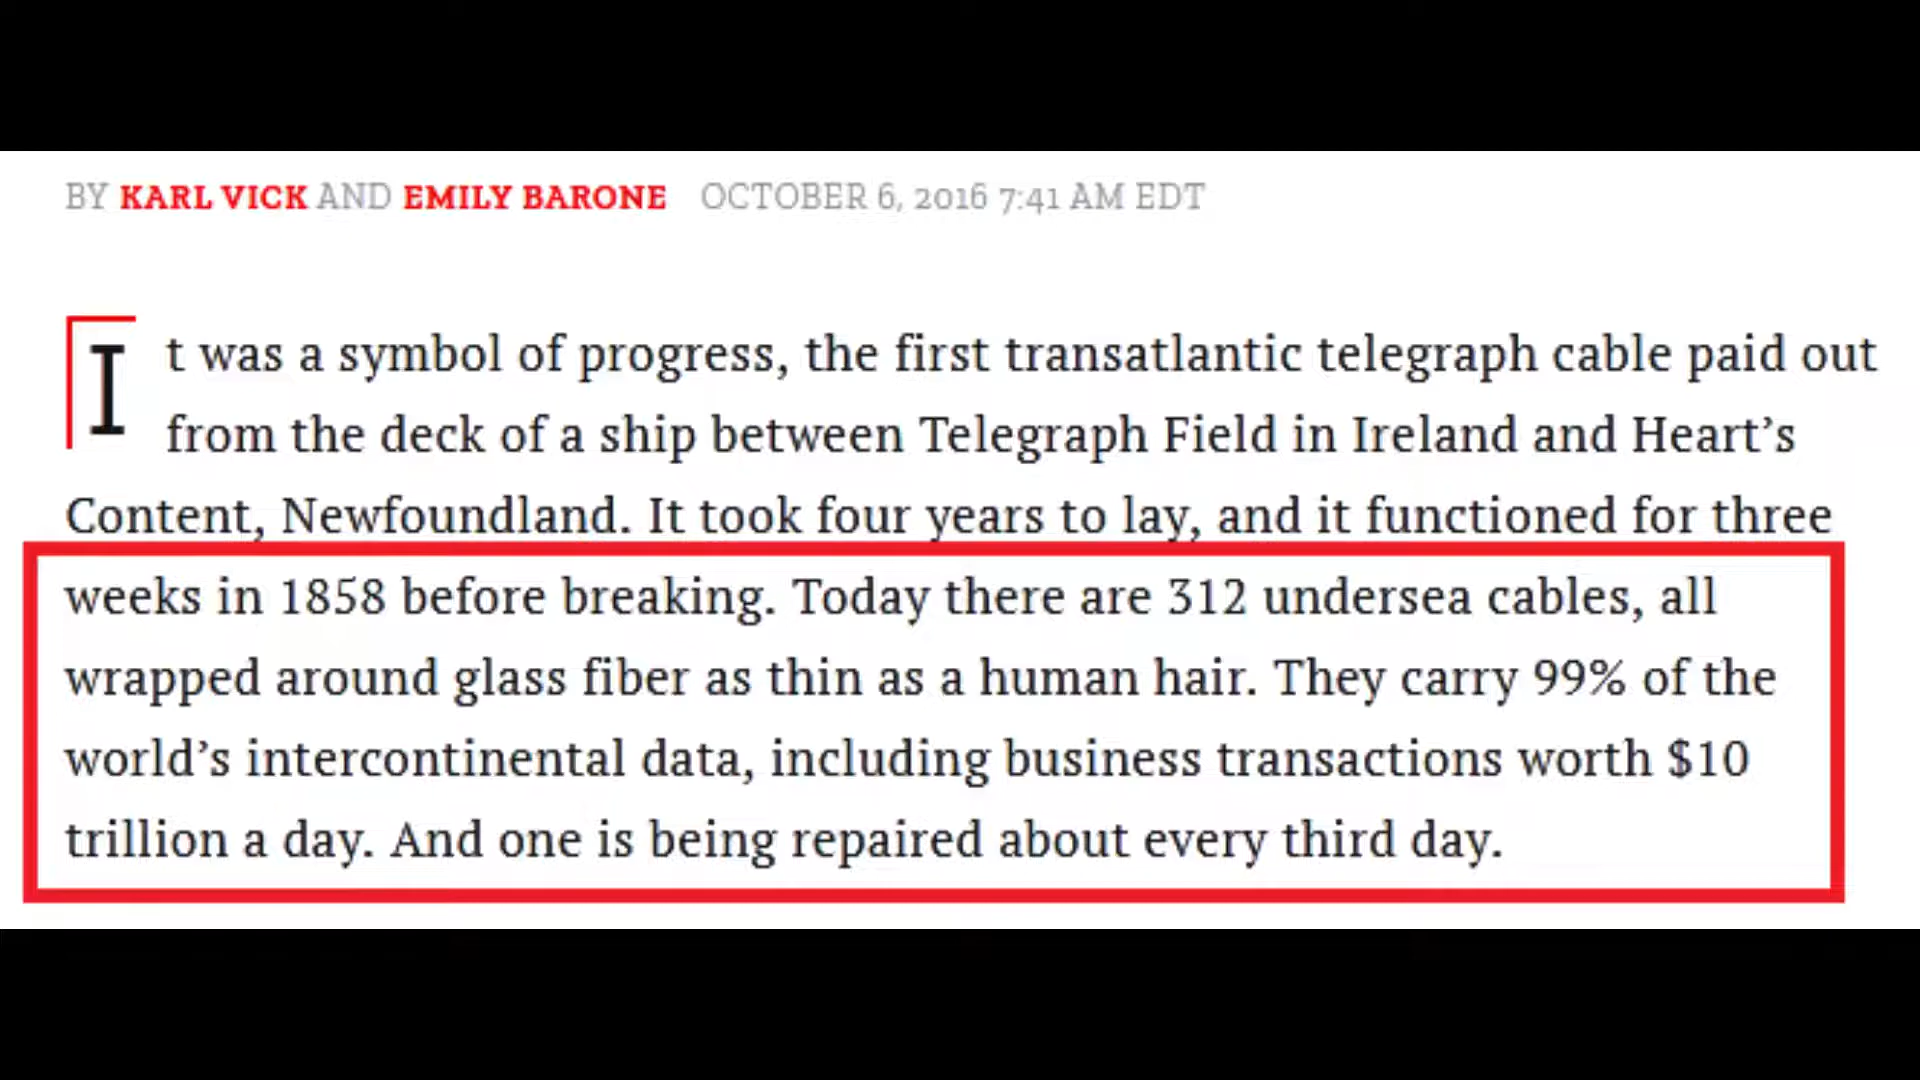 BY KARL VICK AND EMILY BARONE OCTOBER 6, 2016 7:41 AM EDT
It was a symbol of progress, the first transatlantic telegraph cable paid out
from the deck of a ship between Telegraph Field in Ireland and Heart’s
Content, Newfoundland. It took four years to lay, and it functioned for three
weeks in 1858 before breaking. Today there are 312 undersea cables, all
wrapped around glass fiber as thin as a human hair. They carry 99% of the
world’s intercontinental data, including business transactions worth $10
trillion a day. And one is being repaired about every third day.